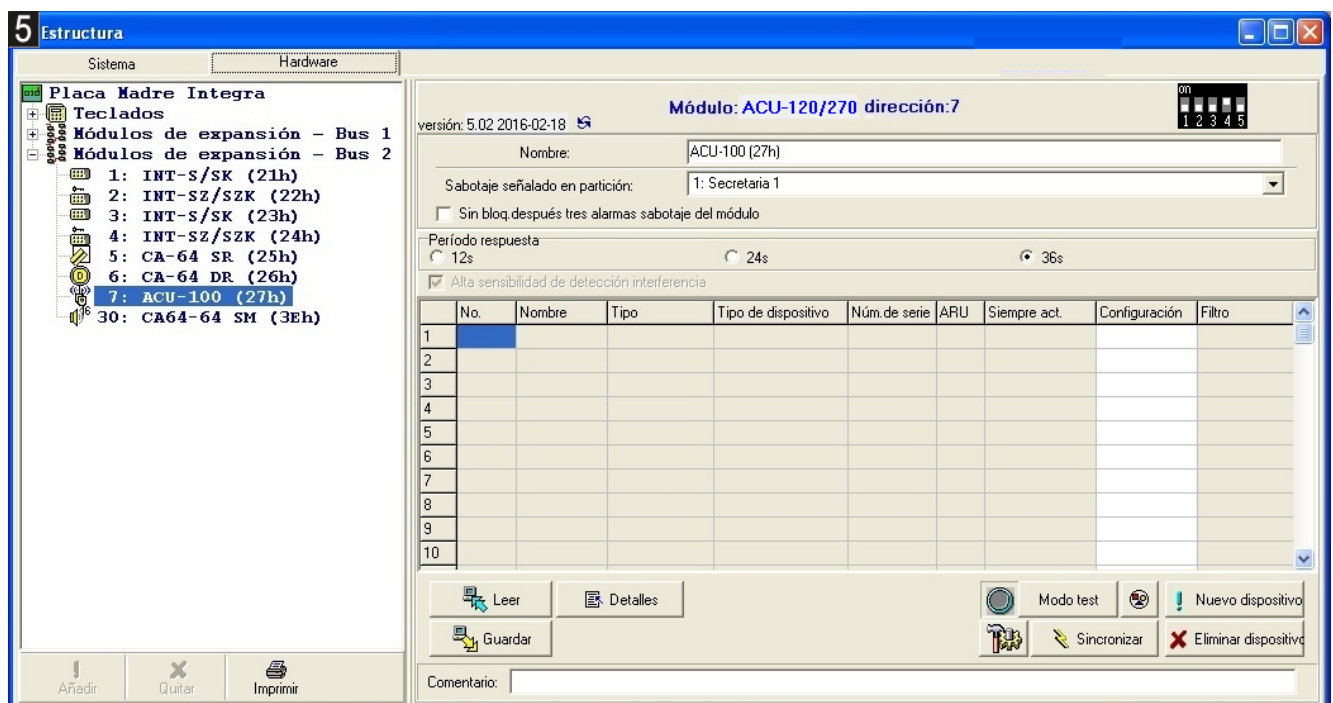 5 Estructura
Sistema Hardware
Placa Madre Integra
Teclados
Módulos de expansión - Bus 1
Módulos de expansión - Bus 2
1: INT-S/SK (21h)
2: INT-SZ/SZK (22h)
3: INT-S/SK (23h)
4: INT-SZ/SZK (24h)
5: CA-64 SR (25h)
6: CA-64 DR (26h)
7: ACU-100 (27h)
30: CA64-64 SM (3Eh)
Añadir Quitar Imprimir
Módulo: ACU-120/270 dirección:7
on
1 2 3 4 5
versión: 5.02 2016-02-18
Nombre: ACU-100 (27h)
Sabotaje señalado en partición: 1: Secretaria 1
Sin bloq.después tres alarmas sabotaje del módulo
Período respuesta
12s 24s 36s
Alta sensibilidad de detección interferencia
No. Nombre Tipo Tipo de dispositivo Núm.de serie ARU Siempre act. Configuración Filtro
1
2
3
4
5
6
7
8
9
10
Leer Detalles Modo test Nuevo dispositivo
Guardar Sincronizar Eliminar dispositivo
Comentario: